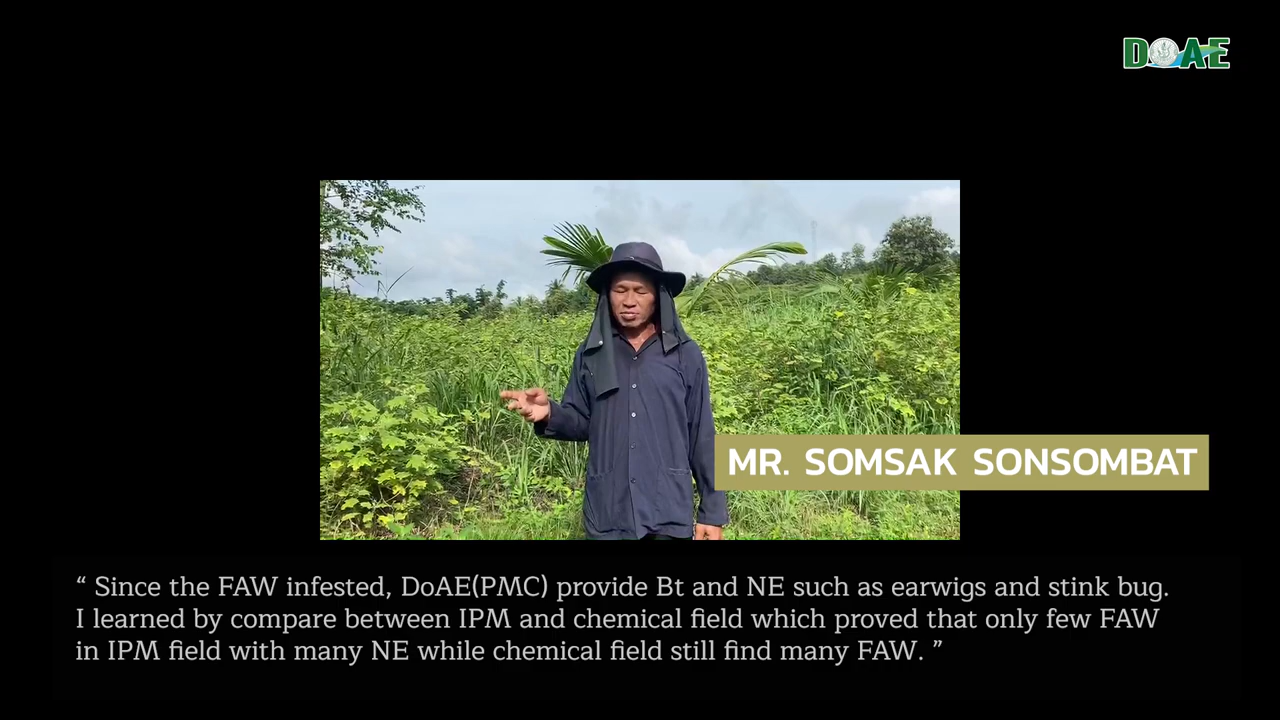 DOAE
MR. SOMSAK SONSOMBAT
“ Since the FAW infested, DoAE(PMC) provide Bt and NE such as earwigs and stink bug.
I learned by compare between IPM and chemical field which proved that only few FAW
in IPM field with many NE while chemical field still find many FAW. ”